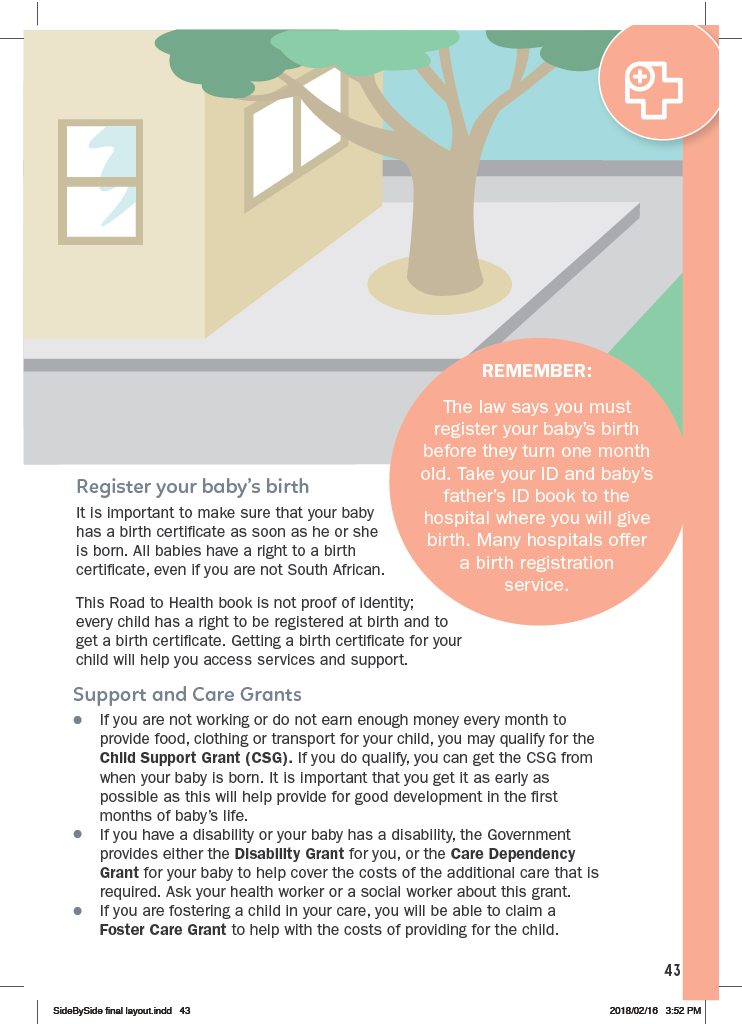 REMEMBER:
The law says you must
register your baby's birth
before they turn one month
old. Take your ID and baby's
father's ID book to the
hospital where you will give
birth. Many hospitals offer
a birth registration
service.
Register your baby's birth
It is important to make sure that your baby
has a birth certificate as soon as he or she
is born. All babies have a right to a birth
certificate, even if you are not South African.
This Road to Health book is not proof of identity;
every child has a right to be registered at birth and to
get a birth certificate. Getting a birth certificate for your
child will help you access services and support.
Support and Care Grants
● If you are not working or do not earn enough money every month to
provide food, clothing or transport for your child, you may qualify for the
Child Support Grant (CSG). If you do qualify, you can get the CSG from
when your baby is born. It is important that you get it as early as
possible as this will help provide for good development in the first
months of baby's life.
● If you have a disability or your baby has a disability, the Government
provides either the Disability Grant for you, or the Care Dependency
Grant for your baby to help cover the costs of the additional care that is
required. Ask your health worker or a social worker about this grant.
● If you are fostering a child in your care, you will be able to claim a
Foster Care Grant to help with the costs of providing for the child.
43
SideBySide final layout.indd 43
2018/02/16 3:52 PM